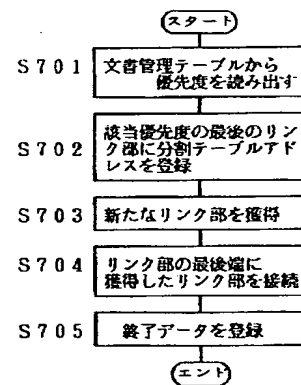 スタート
S701 文書管理テーブルから
優先度を読み出す
S702 該当優先度の最後のリン
ク部に分割テーブルアド
レスを登録
S703 新たなリンク部を獲得
S704 リンク部の最後端に
獲得したリンク部を接続
S705 終了データを登録
エンド